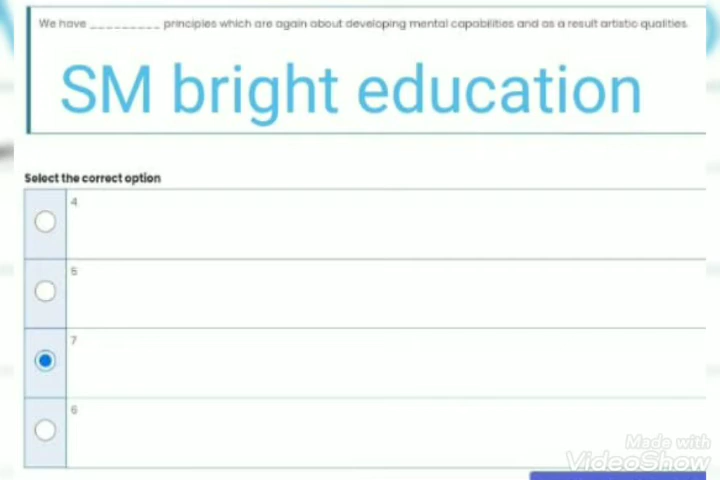 We have __________ principles which are again about developing mental capabilities and as a result artistic qualities.
SM bright education
Select the correct option
4
5
7
6
Made with
VideoShow